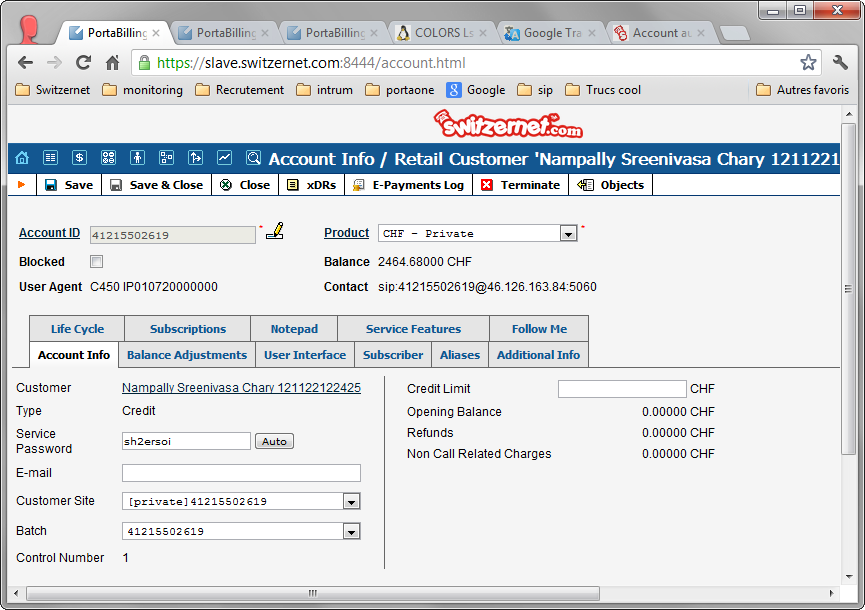 PortaBilling PortaBilling PortaBilling COLORS Ls Google Tra Account au
https://slave.switzernet.com:8444/account.html
Switzernet monitoring Recrutement intrum portaone Google sip Trucs cool Autres favoris
switzernet.com
Account Info / Retail Customer 'Nampally Sreenivasa Chary 1211221
Save Save & Close Close xDRs E-Payments Log Terminate Objects
Account ID 41215502619 * Product CHF - Private *
Blocked Balance 2464.68000 CHF
User Agent C450 IP010720000000 Contact sip:41215502619@46.126.163.84:5060
Life Cycle Subscriptions Notepad Service Features Follow Me
Account Info Balance Adjustments User Interface Subscriber Aliases Additional Info
Customer Nampally Sreenivasa Chary 121122122425 Credit Limit CHF
Type Credit Opening Balance 0.00000 CHF
Service Password sh2ersoi Auto Refunds 0.00000 CHF
Non Call Related Charges 0.00000 CHF
E-mail
Customer Site [private]41215502619
Batch 41215502619
Control Number 1